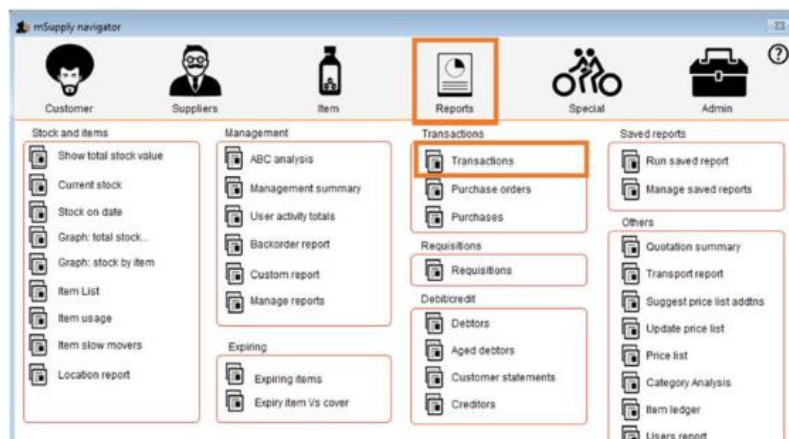 mSupply navigator
Customer
Suppliers
Item
Reports
Special
Admin
Stock and items
Show total stock value
Current stock
Stock on date
Graph: total stock...
Graph: stock by item
Item List
Item usage
Item slow movers
Location report
Management
ABC analysis
Management summary
User activity totals
Backorder report
Custom report
Manage reports
Expiring
Expiring items
Expiry item Vs cover
Transactions
Transactions
Purchase orders
Purchases
Requisitions
Requisitions
Debit/credit
Debtors
Aged debtors
Customer statements
Creditors
Saved reports
Run saved report
Manage saved reports
Others
Quotation summary
Transport report
Suggest price list addtns
Update price list
Price list
Category Analysis
Item ledger
Users report